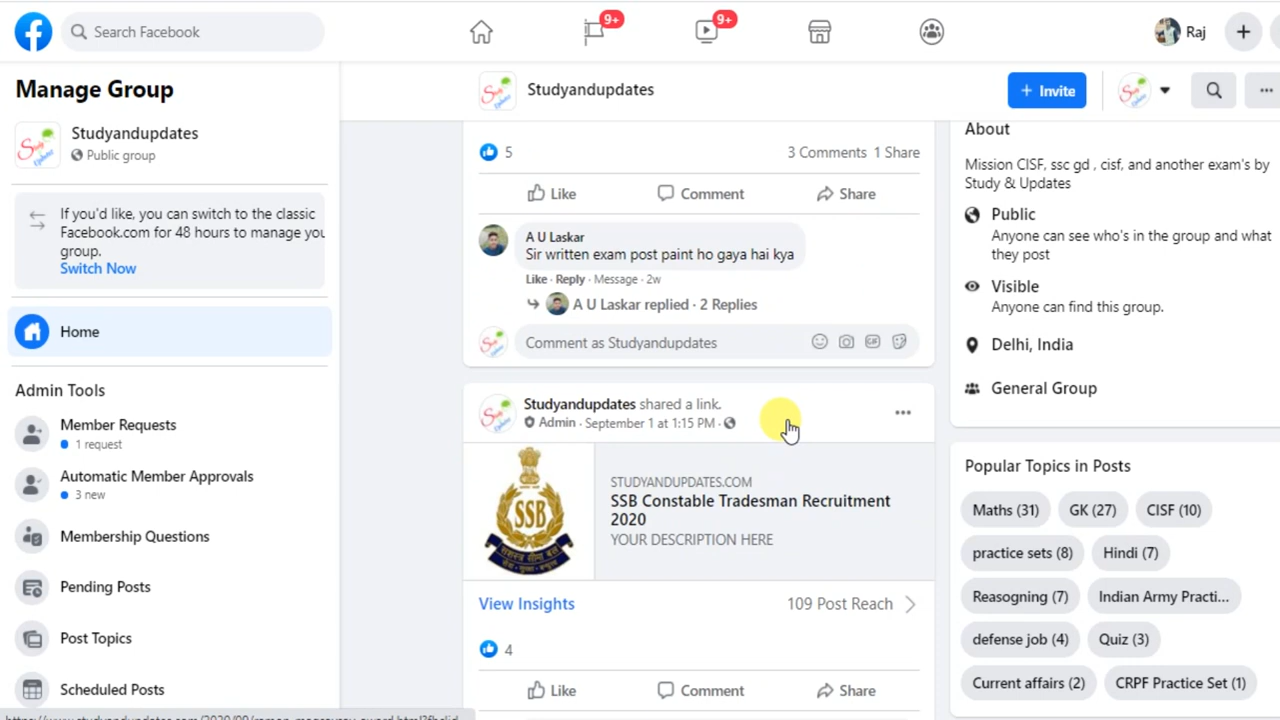 Search Facebook
9+
9+
Raj
Manage Group
Studyandupdates
Public group
If you'd like, you can switch to the classic
Facebook.com for 48 hours to manage you
group.
Switch Now
Home
Admin Tools
Member Requests
1 request
Automatic Member Approvals
3 new
Membership Questions
Pending Posts
Post Topics
Scheduled Posts
Studyandupdates
+ Invite
5
3 Comments 1 Share
Like
Comment
Share
A U Laskar
Sir written exam post paint ho gaya hai kya
Like · Reply · Message · 2w
A U Laskar replied · 2 Replies
Comment as Studyandupdates
GIF
Studyandupdates shared a link.
Admin · September 1 at 1:15 PM ·
SSB
STUDYANDUPDATES.COM
SSB Constable Tradesman Recruitment
2020
YOUR DESCRIPTION HERE
View Insights
109 Post Reach
4
Like
Comment
Share
About
Mission CISF, ssc gd , cisf, and another exam's by
Study & Updates
Public
Anyone can see who's in the group and what
they post
Visible
Anyone can find this group.
Delhi, India
General Group
Popular Topics in Posts
Maths (31)
GK (27)
CISF (10)
practice sets (8)
Hindi (7)
Reasogning (7)
Indian Army Practi...
defense job (4)
Quiz (3)
Current affairs (2)
CRPF Practice Set (1)